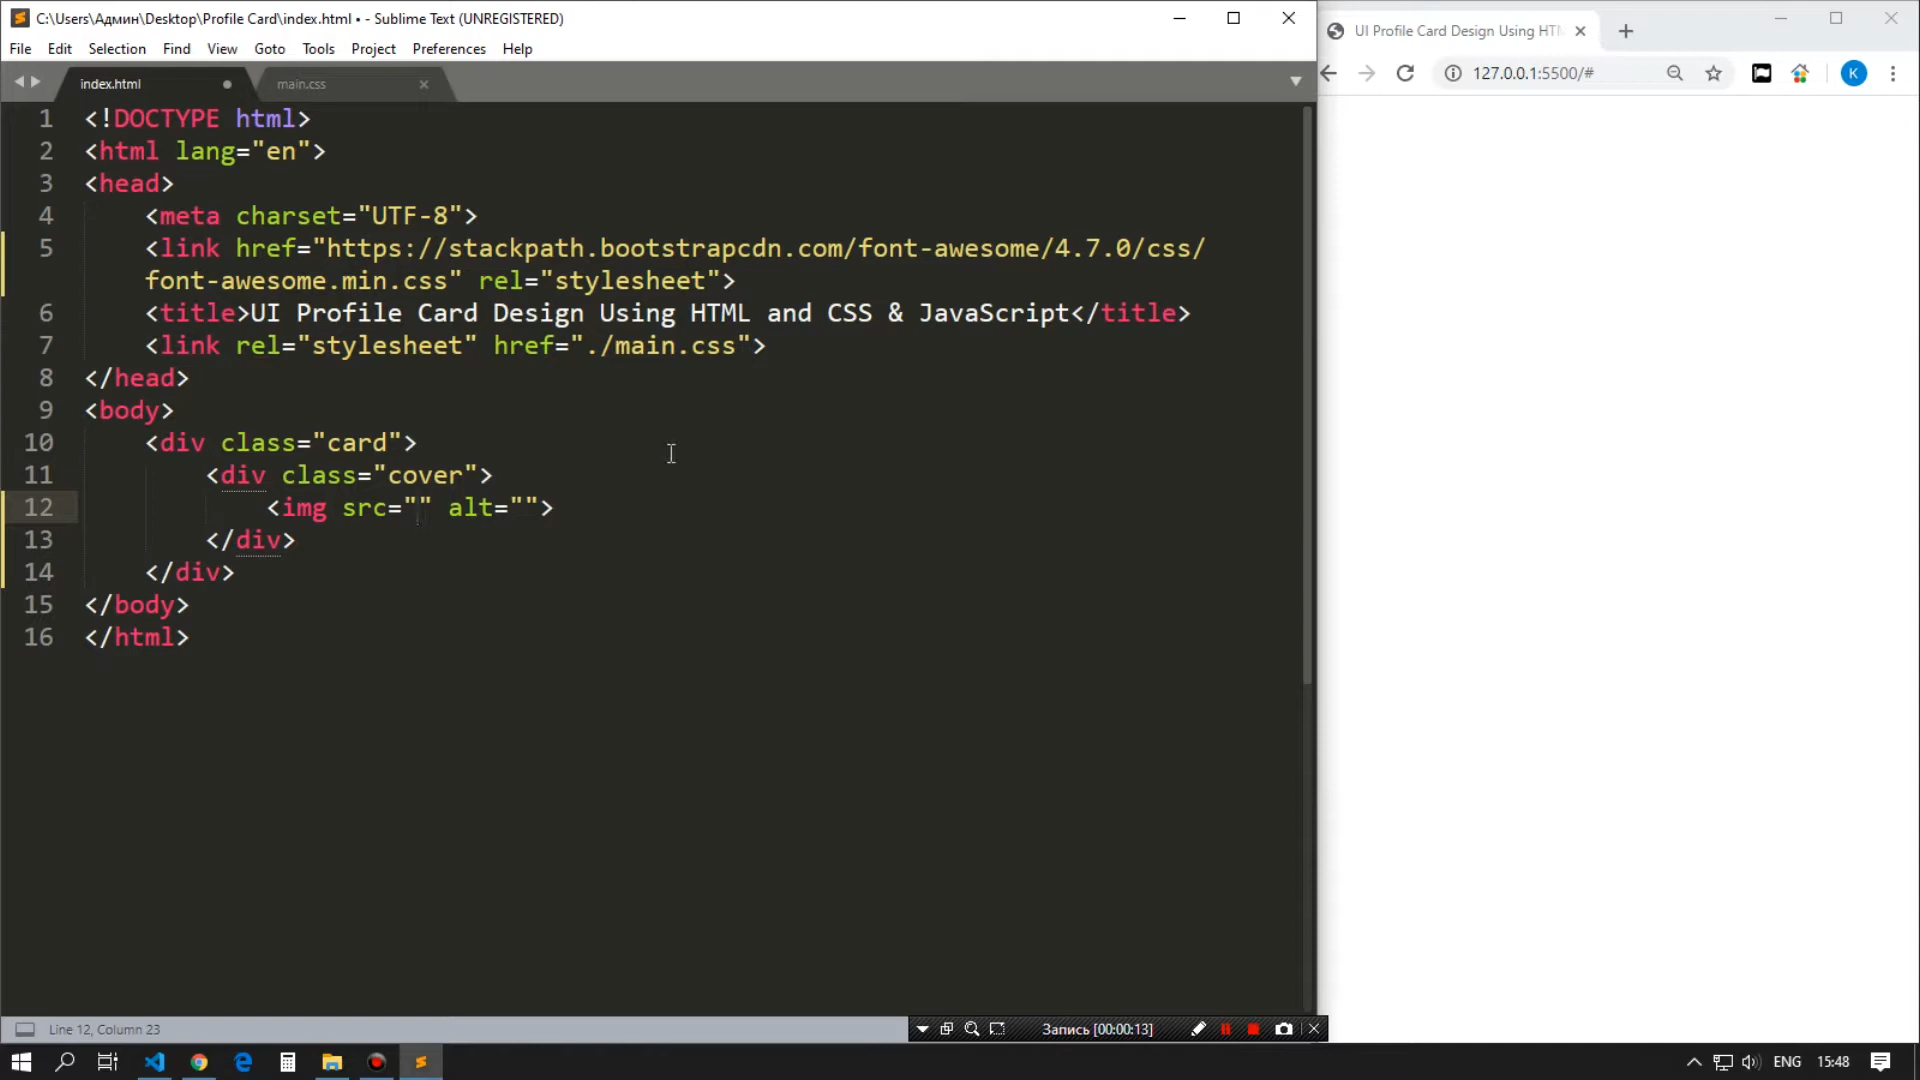 C:\Users\Админ\Desktop\Profile Card\index.html • - Sublime Text (UNREGISTERED)
File Edit Selection Find View Goto Tools Project Preferences Help
index.html main.css
1 <!DOCTYPE html>
2 <html lang="en">
3 <head>
4 <meta charset="UTF-8">
5 <link href="https://stackpath.bootstrapcdn.com/font-awesome/4.7.0/css/
font-awesome.min.css" rel="stylesheet">
6 <title>UI Profile Card Design Using HTML and CSS & JavaScript</title>
7 <link rel="stylesheet" href="./main.css">
8 </head>
9 <body>
10 <div class="card">
11 <div class="cover">
12 <img src="" alt="">
13 </div>
14 </div>
15 </body>
16 </html>
Line 12, Column 23
Запись [00:00:13]
UI Profile Card Design Using HTM
127.0.0.1:5500/#
K
ENG 15:48